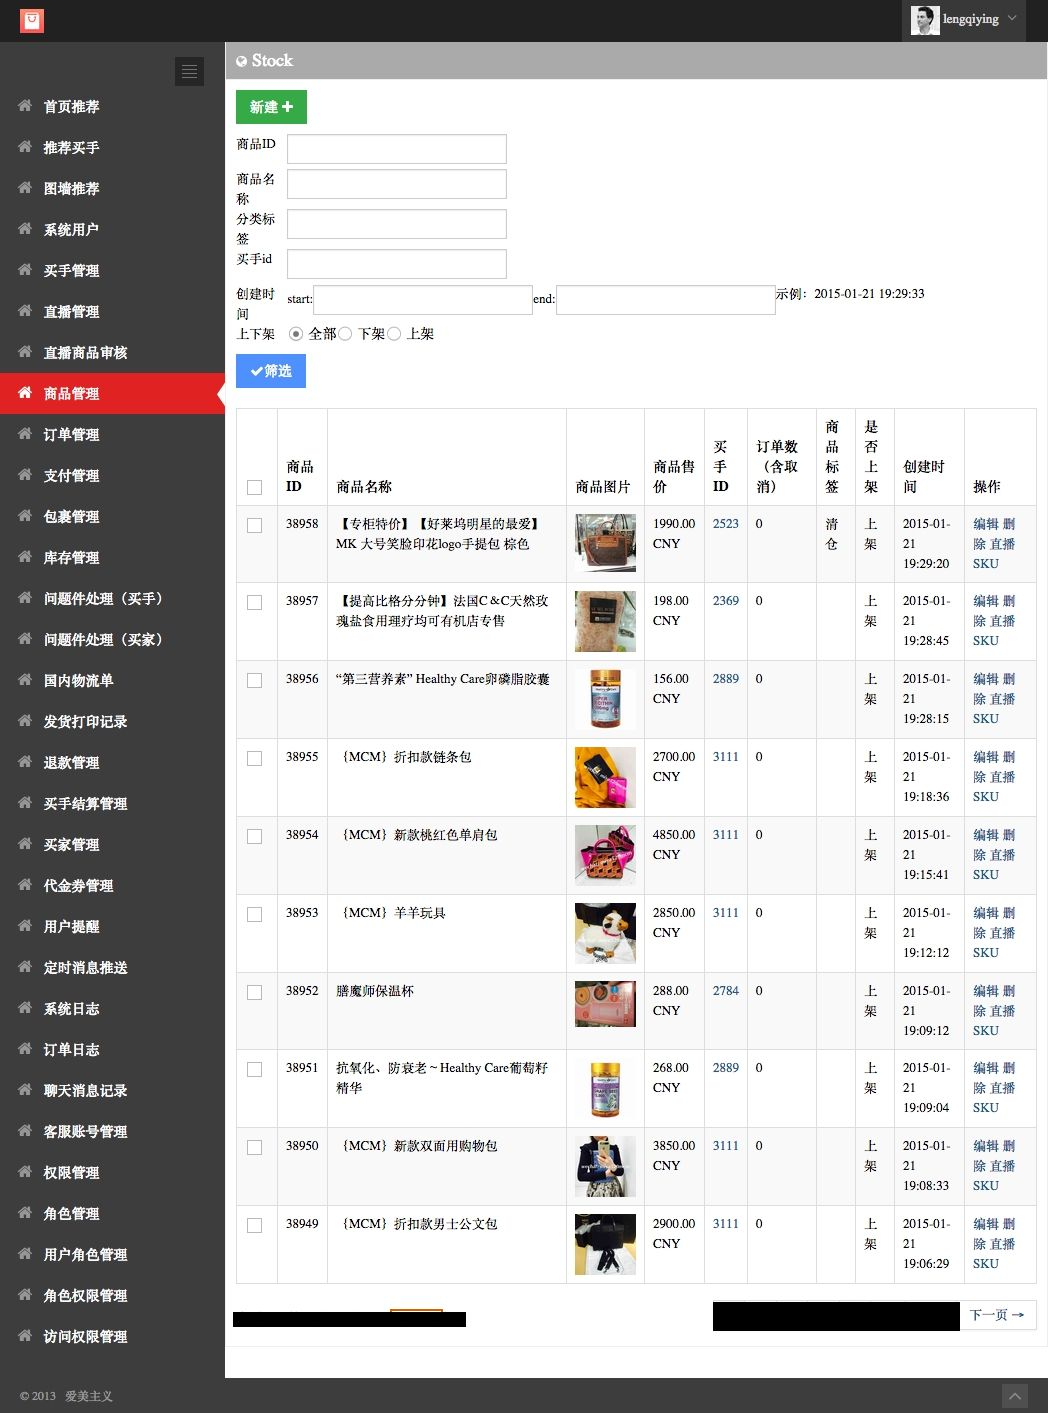 lengqiying
Stock
首页推荐
推荐买手
图墙推荐
系统用户
买手管理
直播管理
直播商品审核
商品管理
订单管理
支付管理
包裹管理
库存管理
问题件处理（买手）
问题件处理（买家）
国内物流单
发货打印记录
退款管理
买手结算管理
买家管理
代金券管理
用户提醒
定时消息推送
系统日志
订单日志
聊天消息记录
客服账号管理
权限管理
角色管理
用户角色管理
角色权限管理
访问权限管理
新建
商品ID
商品名
称
分类标
签
买手id
创建时
间
start:
end:
示例：2015-01-21 19:29:33
上下架 全部 下架 上架
筛选
商品
ID
商品名称
商品图片
商品售
价
买
手
ID
订单数
（含取
消）
商
品
标
签
是
否
上
架
创建时
间
操作
38958
【专柜特价】【好莱坞明星的最爱】
MK 大号笑脸印花logo手提包 棕色
1990.00
CNY
2523
0
清
仓
上
架
2015-01-
21
19:29:20
编辑 删
除 直播
SKU
38957
【提高比格分分钟】法国C＆C天然玫
瑰盐食用理疗均可有机店专售
198.00
CNY
2369
0
上
架
2015-01-
21
19:28:45
编辑 删
除 直播
SKU
38956
“第三营养素” Healthy Care卵磷脂胶囊
156.00
CNY
2889
0
上
架
2015-01-
21
19:28:15
编辑 删
除 直播
SKU
38955
｛MCM｝折扣款链条包
2700.00
CNY
3111
0
上
架
2015-01-
21
19:18:36
编辑 删
除 直播
SKU
38954
｛MCM｝新款桃红色单肩包
4850.00
CNY
3111
0
上
架
2015-01-
21
19:15:41
编辑 删
除 直播
SKU
38953
｛MCM｝羊羊玩具
2850.00
CNY
3111
0
上
架
2015-01-
21
19:12:12
编辑 删
除 直播
SKU
38952
膳魔师保温杯
288.00
CNY
2784
0
上
架
2015-01-
21
19:09:12
编辑 删
除 直播
SKU
38951
抗氧化、防衰老～Healthy Care葡萄籽
精华
268.00
CNY
2889
0
上
架
2015-01-
21
19:09:04
编辑 删
除 直播
SKU
38950
｛MCM｝新款双面用购物包
3850.00
CNY
3111
0
上
架
2015-01-
21
19:08:33
编辑 删
除 直播
SKU
38949
｛MCM｝折扣款男士公文包
2900.00
CNY
3111
0
上
架
2015-01-
21
19:06:29
编辑 删
除 直播
SKU
下一页 →
© 2013 爱美主义